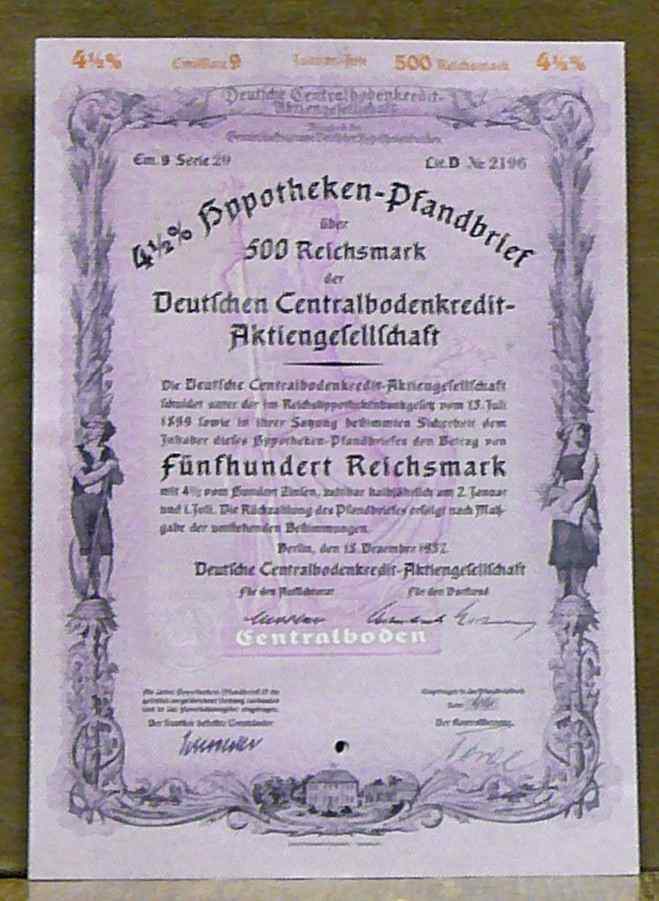 4½% Emission 9 Januar-Juli 500 Reichsmark 4½%
Deutsche Centralbodenkredit-
Aktiengesellschaft
Em. 9 Serie 29 Lit. D № 2196
4½% Hypotheken-Pfandbrief
über
500 Reichsmark
der
Deutschen Centralbodenkredit-
Aktiengesellschaft
Die Deutsche Centralbodenkredit-Aktiengesellschaft
schuldet unter der im Reichshypothekenbankgesetz vom 13. Juli
1899 sowie in ihrer Satzung bestimmten Sicherheit dem
Inhaber dieses Hypotheken-Pfandbriefes den Betrag von
Fünfhundert Reichsmark
mit 4½ vom Hundert Zinsen, zahlbar halbjährlich am 2. Januar
und 1. Juli. Die Rückzahlung des Pfandbriefes erfolgt nach Maß-
gabe der umstehenden Bestimmungen.
Berlin, den 15. Dezember 1937.
Deutsche Centralbodenkredit-Aktiengesellschaft
Für den Aufsichtsrat Für den Vorstand
Centralboden
Der staatlich bestellte Treuhänder